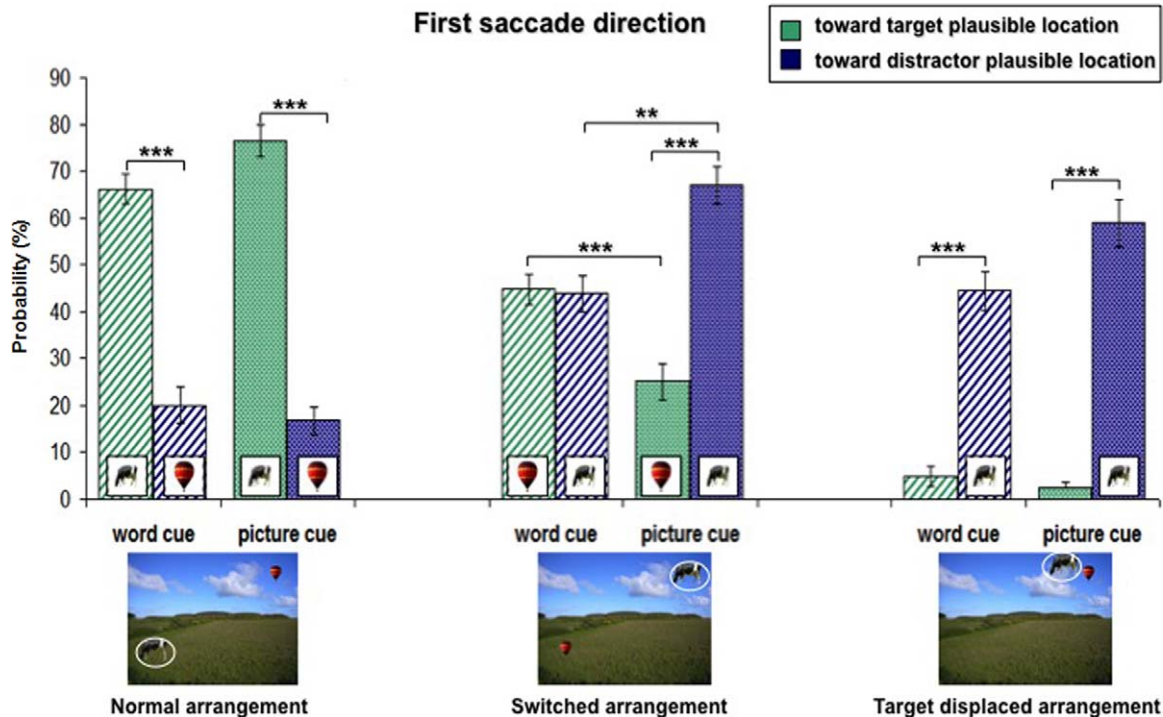 First saccade direction
toward target plausible location
toward distractor plausible location
Probability (%)
90
80
70
60
50
40
30
20
10
0
***
***
***
**
***
***
***
word cue
picture cue
word cue
picture cue
word cue
picture cue
Normal arrangement
Switched arrangement
Target displaced arrangement